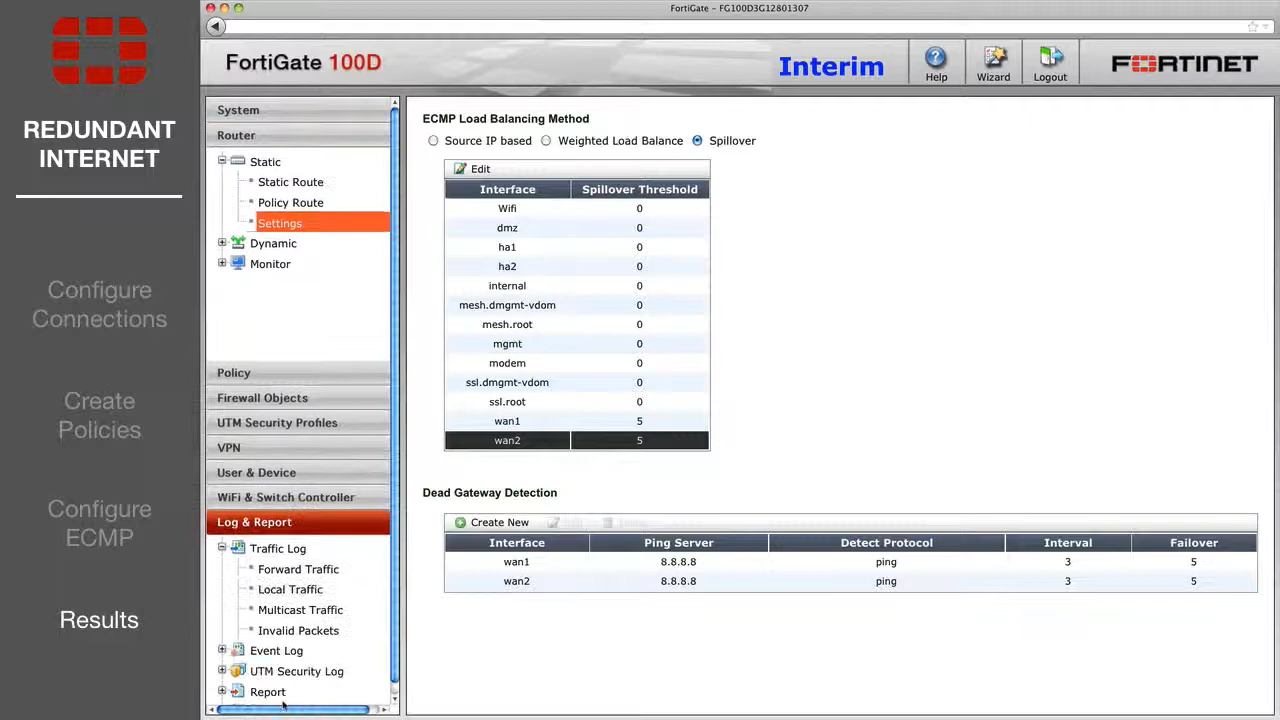 FortiGate - FG100D3G12801307
REDUNDANT
INTERNET
Configure
Connections
Create
Policies
Configure
ECMP
Results
FortiGate 100D
Interim
Help
Wizard
Logout
FORTINET
System
Router
Static
Static Route
Policy Route
Settings
Dynamic
Monitor
Policy
Firewall Objects
UTM Security Profiles
VPN
User & Device
WiFi & Switch Controller
Log & Report
Traffic Log
Forward Traffic
Local Traffic
Multicast Traffic
Invalid Packets
Event Log
UTM Security Log
Report
ECMP Load Balancing Method
Source IP based Weighted Load Balance Spillover
Edit
Interface Spillover Threshold
Wifi 0
dmz 0
ha1 0
ha2 0
internal 0
mesh.dmgmt-vdom 0
mesh.root 0
mgmt 0
modem 0
ssl.dmgmt-vdom 0
ssl.root 0
wan1 5
wan2 5
Dead Gateway Detection
Create New
Interface Ping Server Detect Protocol Interval Failover
wan1 8.8.8.8 ping 3 5
wan2 8.8.8.8 ping 3 5